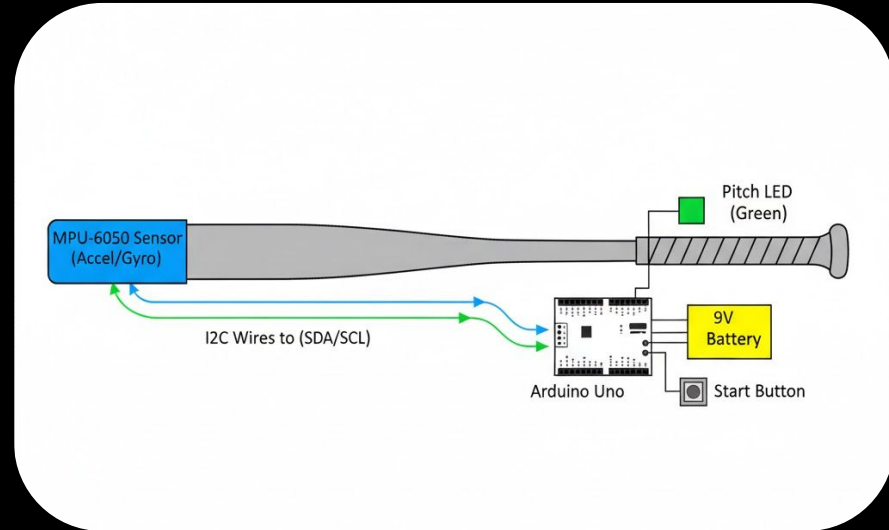 Pitch LED
(Green)
MPU-6050 Sensor
(Accel/Gyro)
I2C Wires to (SDA/SCL)
9V
Battery
Arduino Uno
Start Button